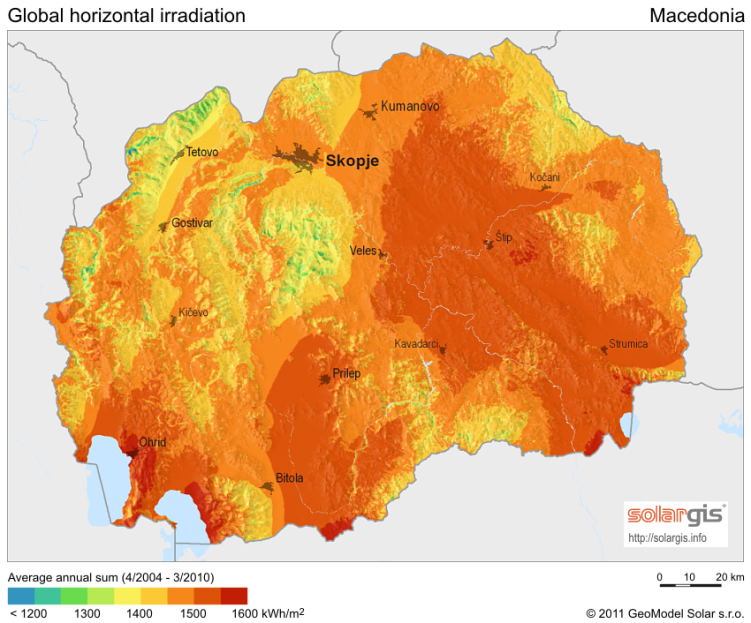 Global horizontal irradiation
Macedonia
Kumanovo
Tetovo
Skopje
Kočani
Gostivar
Štip
Veles
Kičevo
Kavadarci
Strumica
Prilep
Ohrid
Bitola
solargis
http://solargis.info
Average annual sum (4/2004 - 3/2010)
0 10 20 km
< 1200 1300 1400 1500 1600 kWh/m²
© 2011 GeoModel Solar s.r.o.